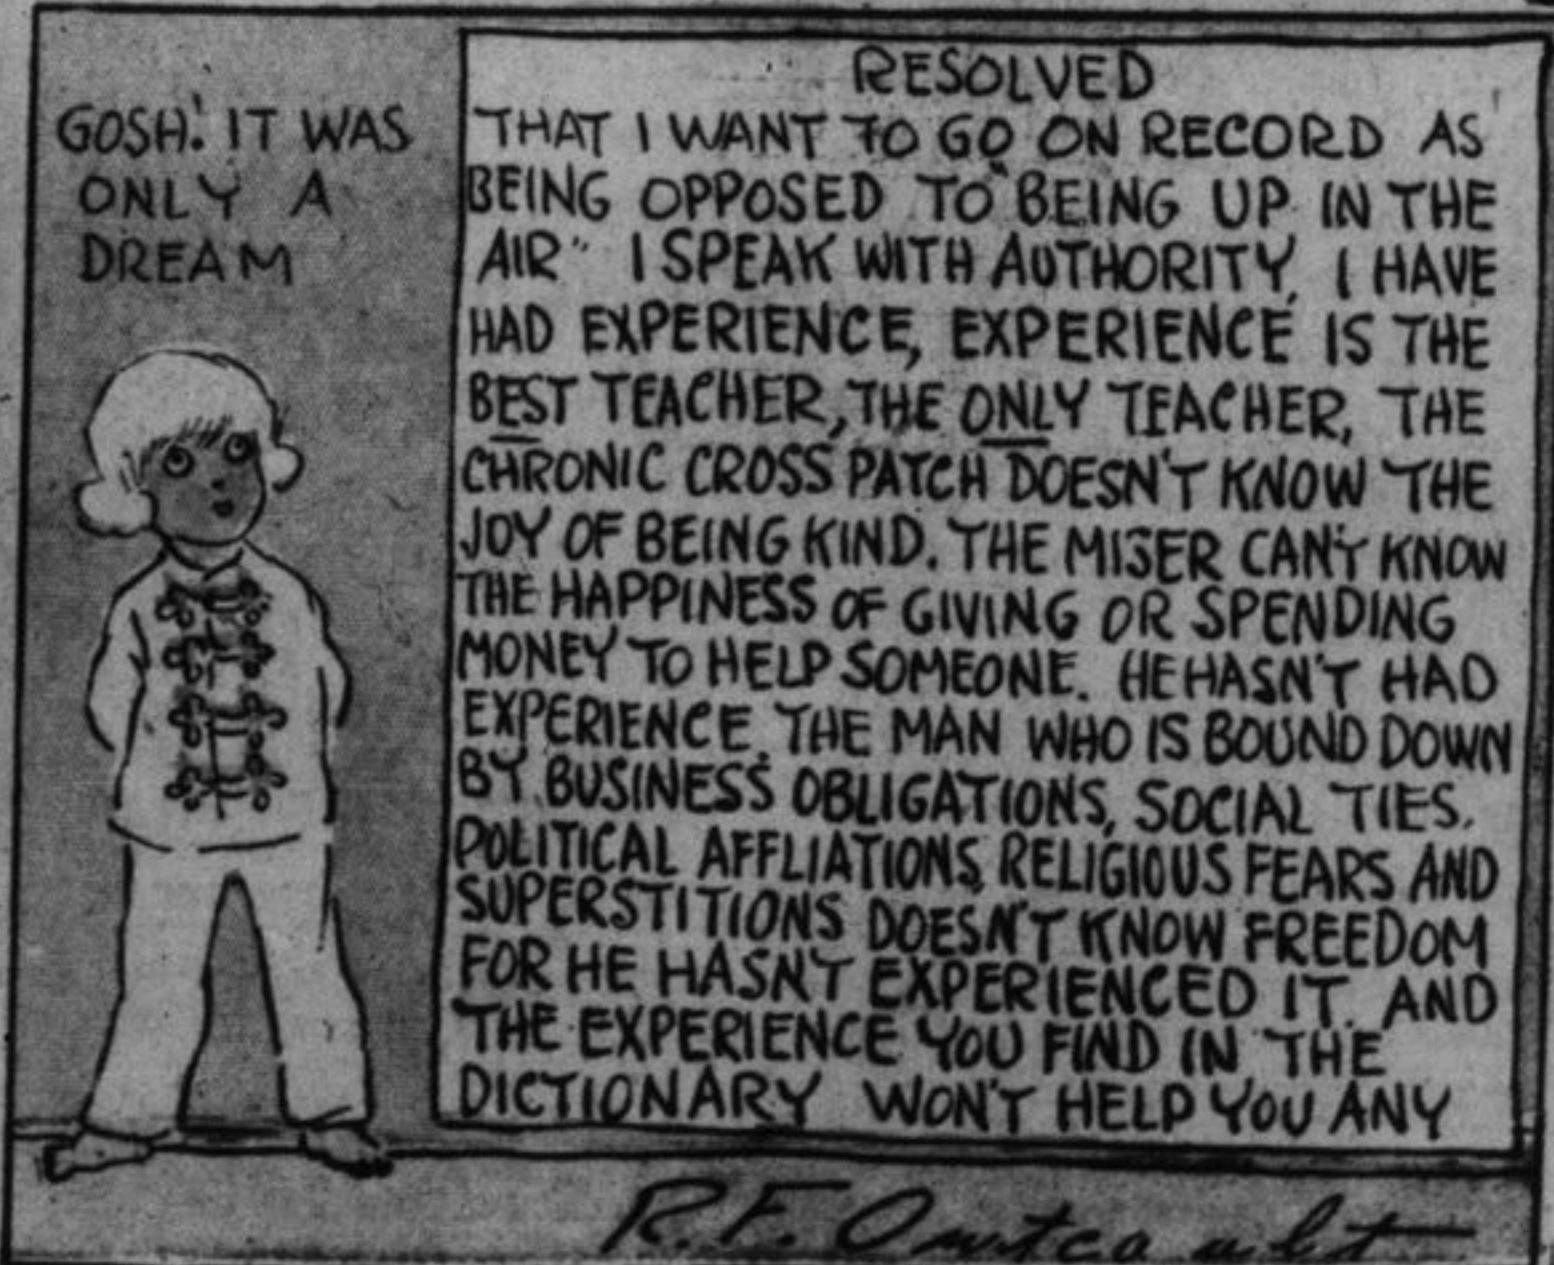 GOSH! IT WAS
ONLY A
DREAM
RESOLVED
THAT I WANT TO GO ON RECORD AS
BEING OPPOSED TO "BEING UP IN THE
AIR" I SPEAK WITH AUTHORITY, I HAVE
HAD EXPERIENCE, EXPERIENCE IS THE
BEST TEACHER, THE ONLY TEACHER, THE
CHRONIC CROSS PATCH DOESN'T KNOW THE
JOY OF BEING KIND. THE MISER CAN'T KNOW
THE HAPPINESS OF GIVING OR SPENDING
MONEY TO HELP SOMEONE. HE HASN'T HAD
EXPERIENCE. THE MAN WHO IS BOUND DOWN
BY BUSINESS OBLIGATIONS, SOCIAL TIES,
POLITICAL AFFLIATIONS, RELIGIOUS FEARS AND
SUPERSTITIONS DOESN'T KNOW FREEDOM
FOR HE HASN'T EXPERIENCED IT. AND
THE EXPERIENCE YOU FIND IN THE
DICTIONARY WON'T HELP YOU ANY
R.F. Outcault